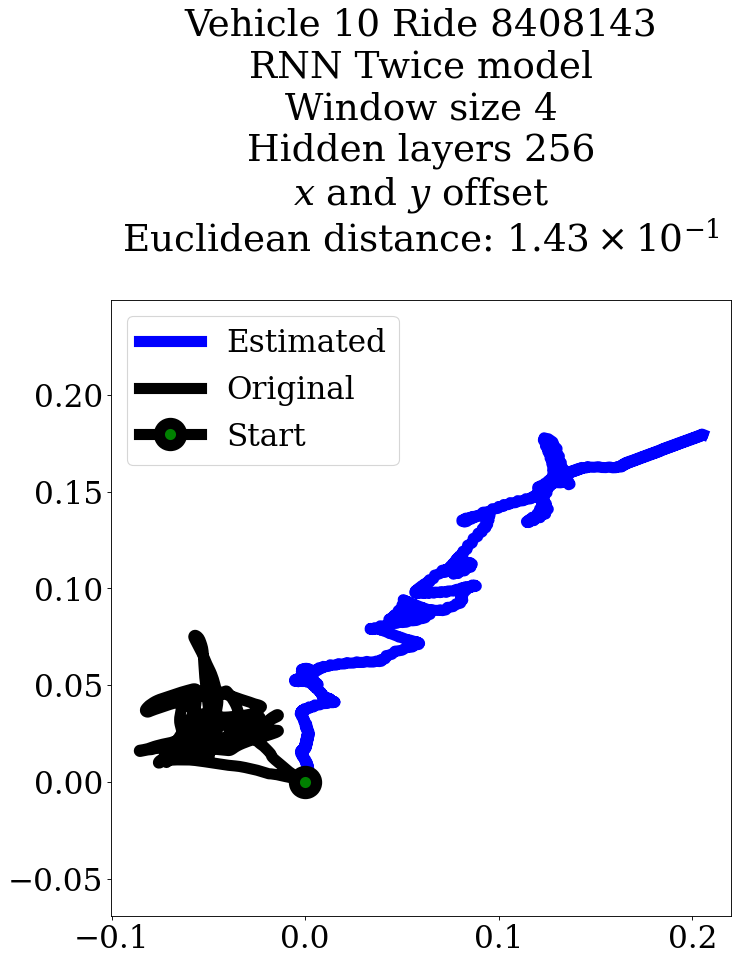 Vehicle 10 Ride 8408143
RNN Twice model
Window size 4
Hidden layers 256
x and y offset
Euclidean distance: 1.43 × 10⁻¹
Estimated
Original
Start
0.20
0.15
0.10
0.05
0.00
−0.05
−0.1
0.0
0.1
0.2